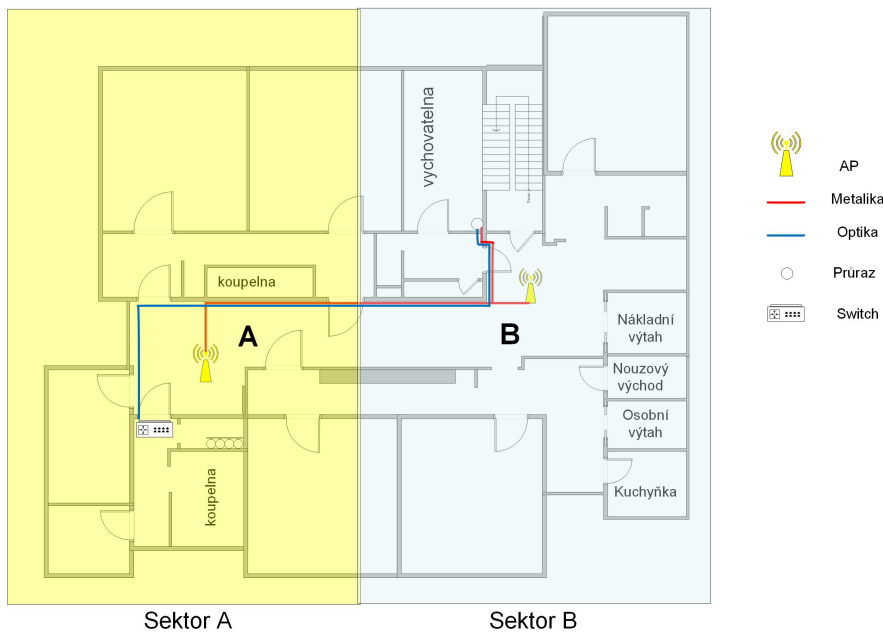 vychovatelna
koupelna
A
B
Nákladní
výtah
Nouzový
východ
Osobní
výtah
Kuchyňka
koupelna
Sektor A
Sektor B
AP
Metalika
Optika
Průraz
Switch